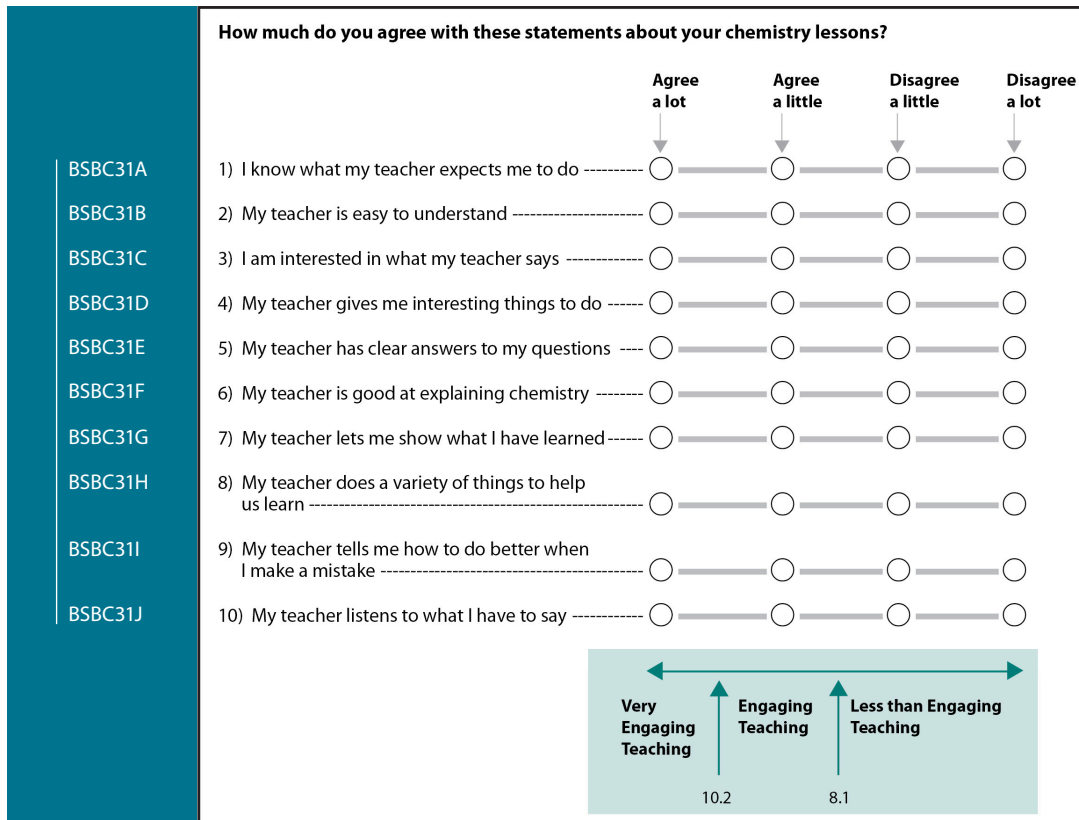 How much do you agree with these statements about your chemistry lessons?
Agree a lot
Agree a little
Disagree a little
Disagree a lot
BSBC31A 1) I know what my teacher expects me to do ----------
BSBC31B 2) My teacher is easy to understand ----------------------
BSBC31C 3) I am interested in what my teacher says -------------
BSBC31D 4) My teacher gives me interesting things to do ------
BSBC31E 5) My teacher has clear answers to my questions ----
BSBC31F 6) My teacher is good at explaining chemistry --------
BSBC31G 7) My teacher lets me show what I have learned ------
BSBC31H 8) My teacher does a variety of things to help
us learn --------------------------------------------------------
BSBC31I 9) My teacher tells me how to do better when
I make a mistake --------------------------------------------
BSBC31J 10) My teacher listens to what I have to say ------------
Very
Engaging
Teaching
Engaging
Teaching
Less than Engaging
Teaching
10.2
8.1